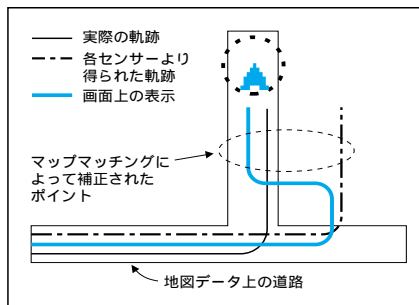 実際の軌跡
各センサーより
得られた軌跡
画面上の表示
マップマッチングに
よって補正された
ポイント
地図データ上の道路